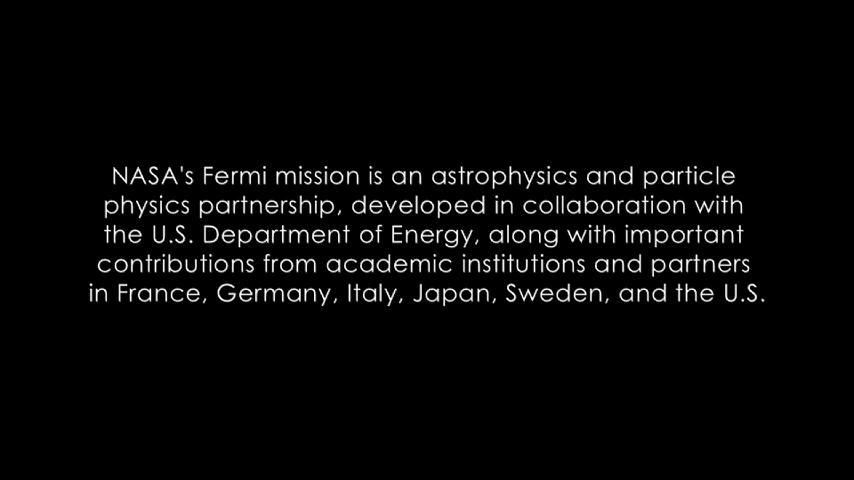 NASA's Fermi mission is an astrophysics and particle
physics partnership, developed in collaboration with
the U.S. Department of Energy, along with important
contributions from academic institutions and partners
in France, Germany, Italy, Japan, Sweden, and the U.S.